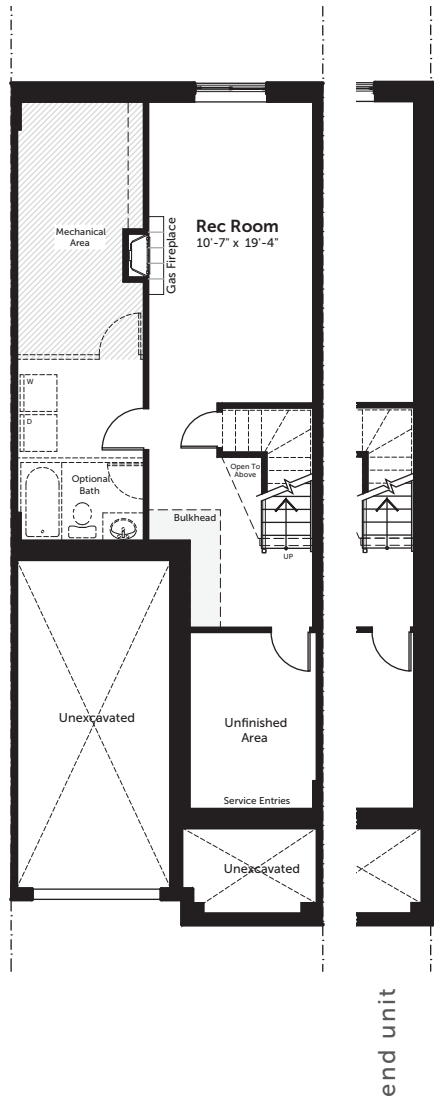 Mechanical
Area
Gas Fireplace
Rec Room
10'-7" x 19'-4"
W
D
Optional
Bath
Open To
Above
Bulkhead
UP
Unexcavated
Unfinished
Area
Service Entries
Unexcavated
end unit